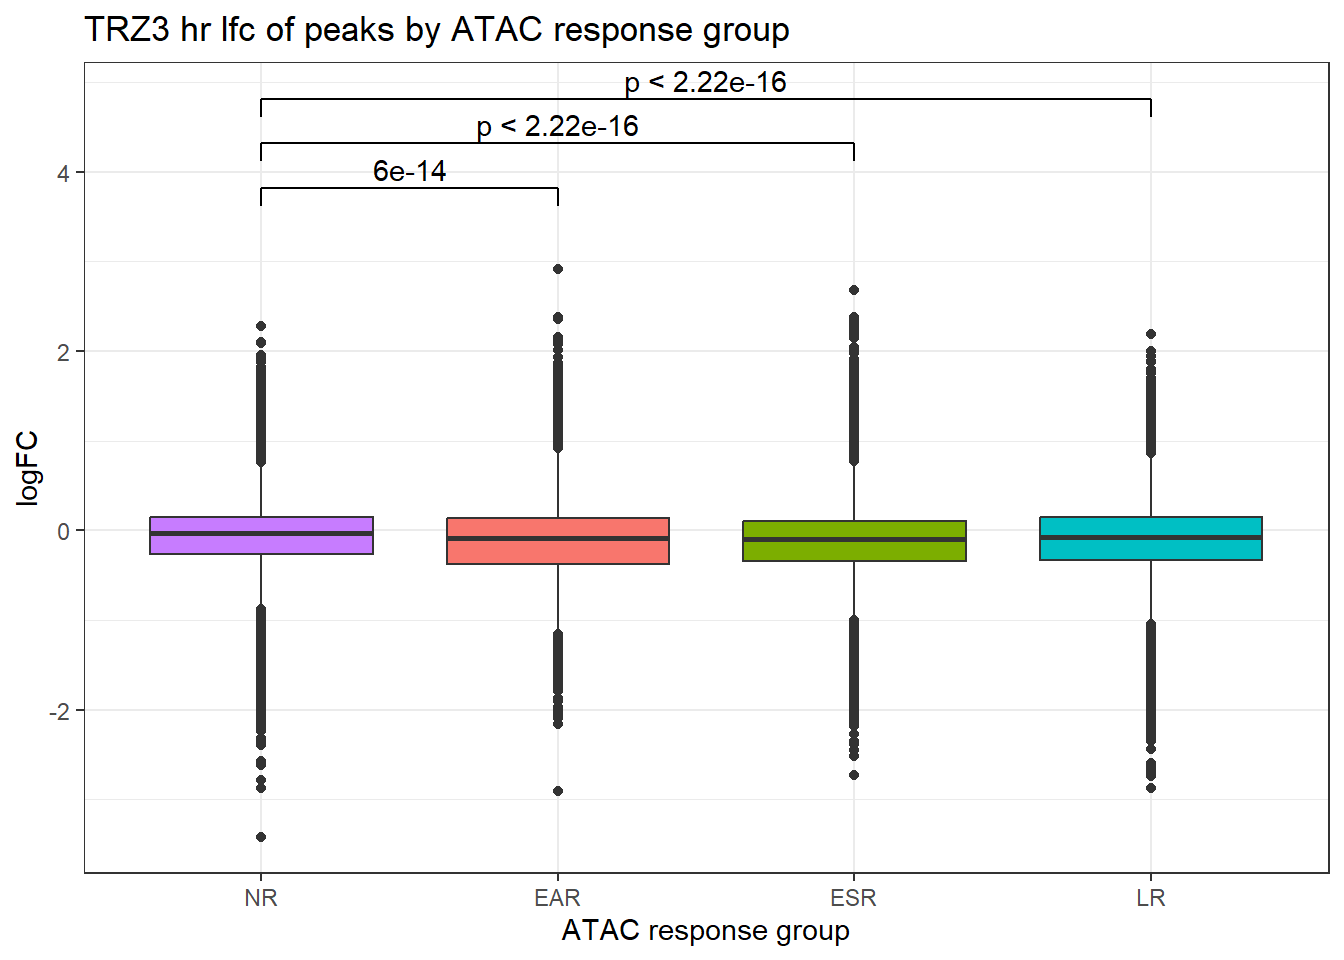 TRZ3 hr lfc of peaks by ATAC response group
p < 2.22e-16
p < 2.22e-16
6e-14
4
2
0
-2
logFC
NR EAR ESR LR
ATAC response group